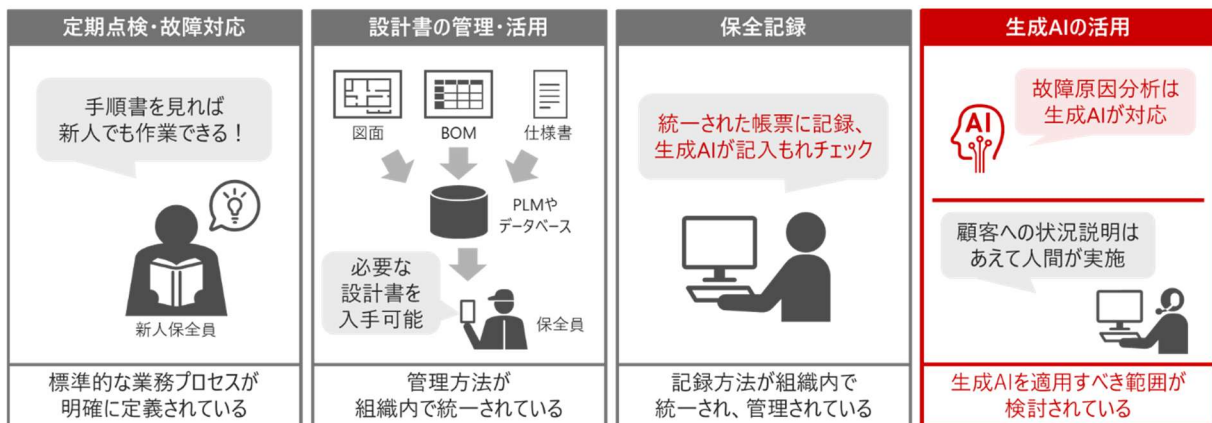 定期点検・故障対応
手順書を見れば
新人でも作業できる！
新人保全員
標準的な業務プロセスが
明確に定義されている
設計書の管理・活用
図面
BOM
仕様書
PLMや
データベース
必要な
設計書を
入手可能
保全員
管理方法が
組織内で統一されている
保全記録
統一された帳票に記録、
生成AIが記入もれチェック
記録方法が組織内で
統一され、管理されている
生成AIの活用
AI
故障原因分析は
生成AIが対応
顧客への状況説明は
あえて人間が実施
生成AIを適用すべき範囲が
検討されている